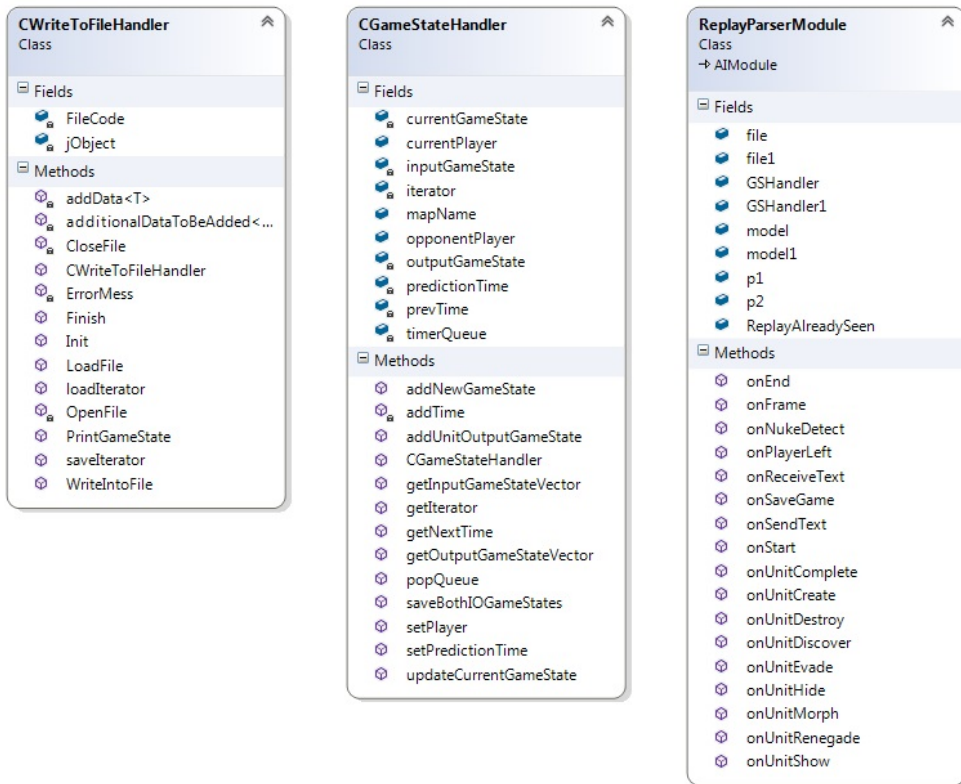 CWriteToFileHandler
Class
Fields
FileCode
jObject
Methods
addData<T>
additionalDataToBeAdded<...
CloseFile
CWriteToFileHandler
ErrorMess
Finish
Init
LoadFile
loadIterator
OpenFile
PrintGameState
saveIterator
WriteIntoFile
CGameStateHandler
Class
Fields
currentGameState
currentPlayer
inputGameState
iterator
mapName
opponentPlayer
outputGameState
predictionTime
prevTime
timerQueue
Methods
addNewGameState
addTime
addUnitOutputGameState
CGameStateHandler
getInputGameStateVector
getIterator
getNextTime
getOutputGameStateVector
popQueue
saveBothIOGameStates
setPlayer
setPredictionTime
updateCurrentGameState
ReplayParserModule
Class
→ AIModule
Fields
file
file1
GSHandler
GSHandler1
model
model1
p1
p2
ReplayAlreadySeen
Methods
onEnd
onFrame
onNukeDetect
onPlayerLeft
onReceiveText
onSaveGame
onSendText
onStart
onUnitComplete
onUnitCreate
onUnitDestroy
onUnitDiscover
onUnitEvade
onUnitHide
onUnitMorph
onUnitRenegade
onUnitShow